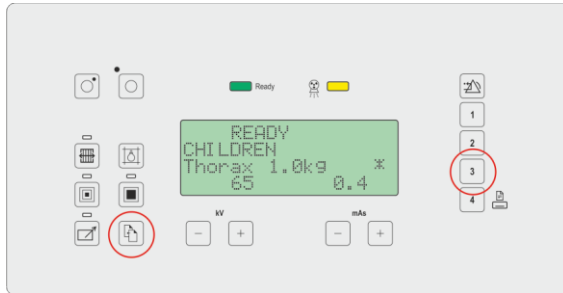 Ready
READY
CHILDREN
Thorax 1.0kg
65 0.4
kV
mAs
- +
- +
1
2
3
4